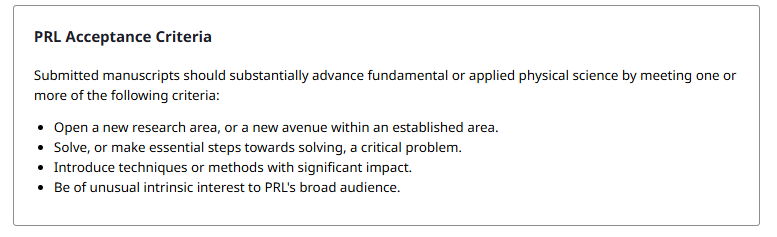 PRL Acceptance Criteria
Submitted manuscripts should substantially advance fundamental or applied physical science by meeting one or
more of the following criteria:
• Open a new research area, or a new avenue within an established area.
• Solve, or make essential steps towards solving, a critical problem.
• Introduce techniques or methods with significant impact.
• Be of unusual intrinsic interest to PRL's broad audience.